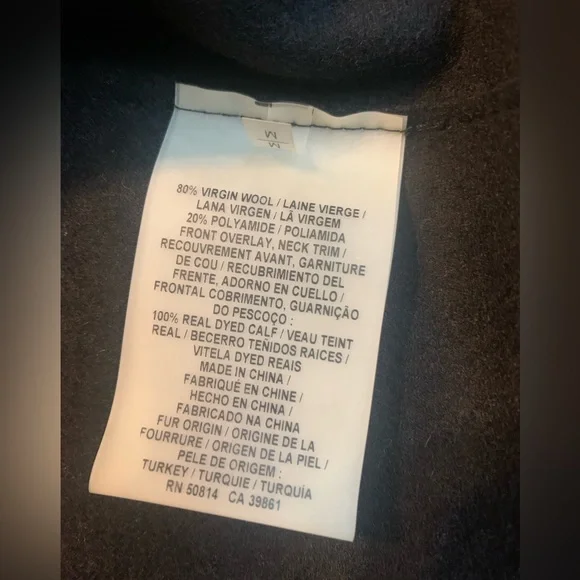 M
M
80% VIRGIN WOOL / LAINE VIERGE /
LANA VIRGEN / LÃ VIRGEM
20% POLYAMIDE / POLIAMIDA
FRONT OVERLAY, NECK TRIM /
RECOUVREMENT AVANT, GARNITURE
DE COU / RECUBRIMIENTO DEL
FRENTE, ADORNO EN CUELLO /
FRONTAL COBRIMENTO, GUARNIÇÃO
DO PESCOÇO :
100% REAL DYED CALF / VEAU TEINT
REAL / BECERRO TEÑIDOS RAICES /
VITELA DYED REAIS
MADE IN CHINA /
FABRIQUÉ EN CHINE /
HECHO EN CHINA /
FABRICADO NA CHINA
FUR ORIGIN / ORIGINE DE LA
FOURRURE / ORIGEN DE LA PIEL /
PELE DE ORIGEM :
TURKEY / TURQUIE / TURQUÍA
RN 50814 CA 39861